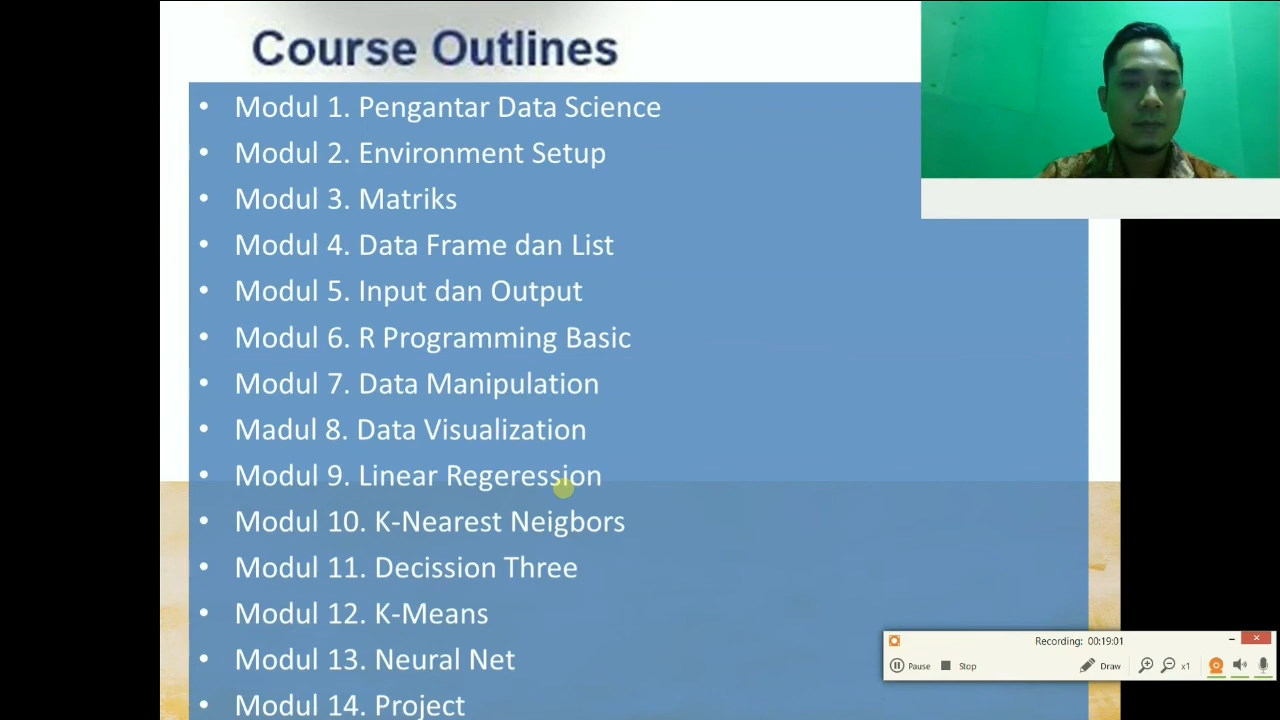 Course Outlines
• Modul 1. Pengantar Data Science
• Modul 2. Environment Setup
• Modul 3. Matriks
• Modul 4. Data Frame dan List
• Modul 5. Input dan Output
• Modul 6. R Programming Basic
• Modul 7. Data Manipulation
• Madul 8. Data Visualization
• Modul 9. Linear Regeression
• Modul 10. K-Nearest Neigbors
• Modul 11. Decission Three
• Modul 12. K-Means
• Modul 13. Neural Net
• Modul 14. Project
Recording: 00:19:01
Pause Stop Draw x1